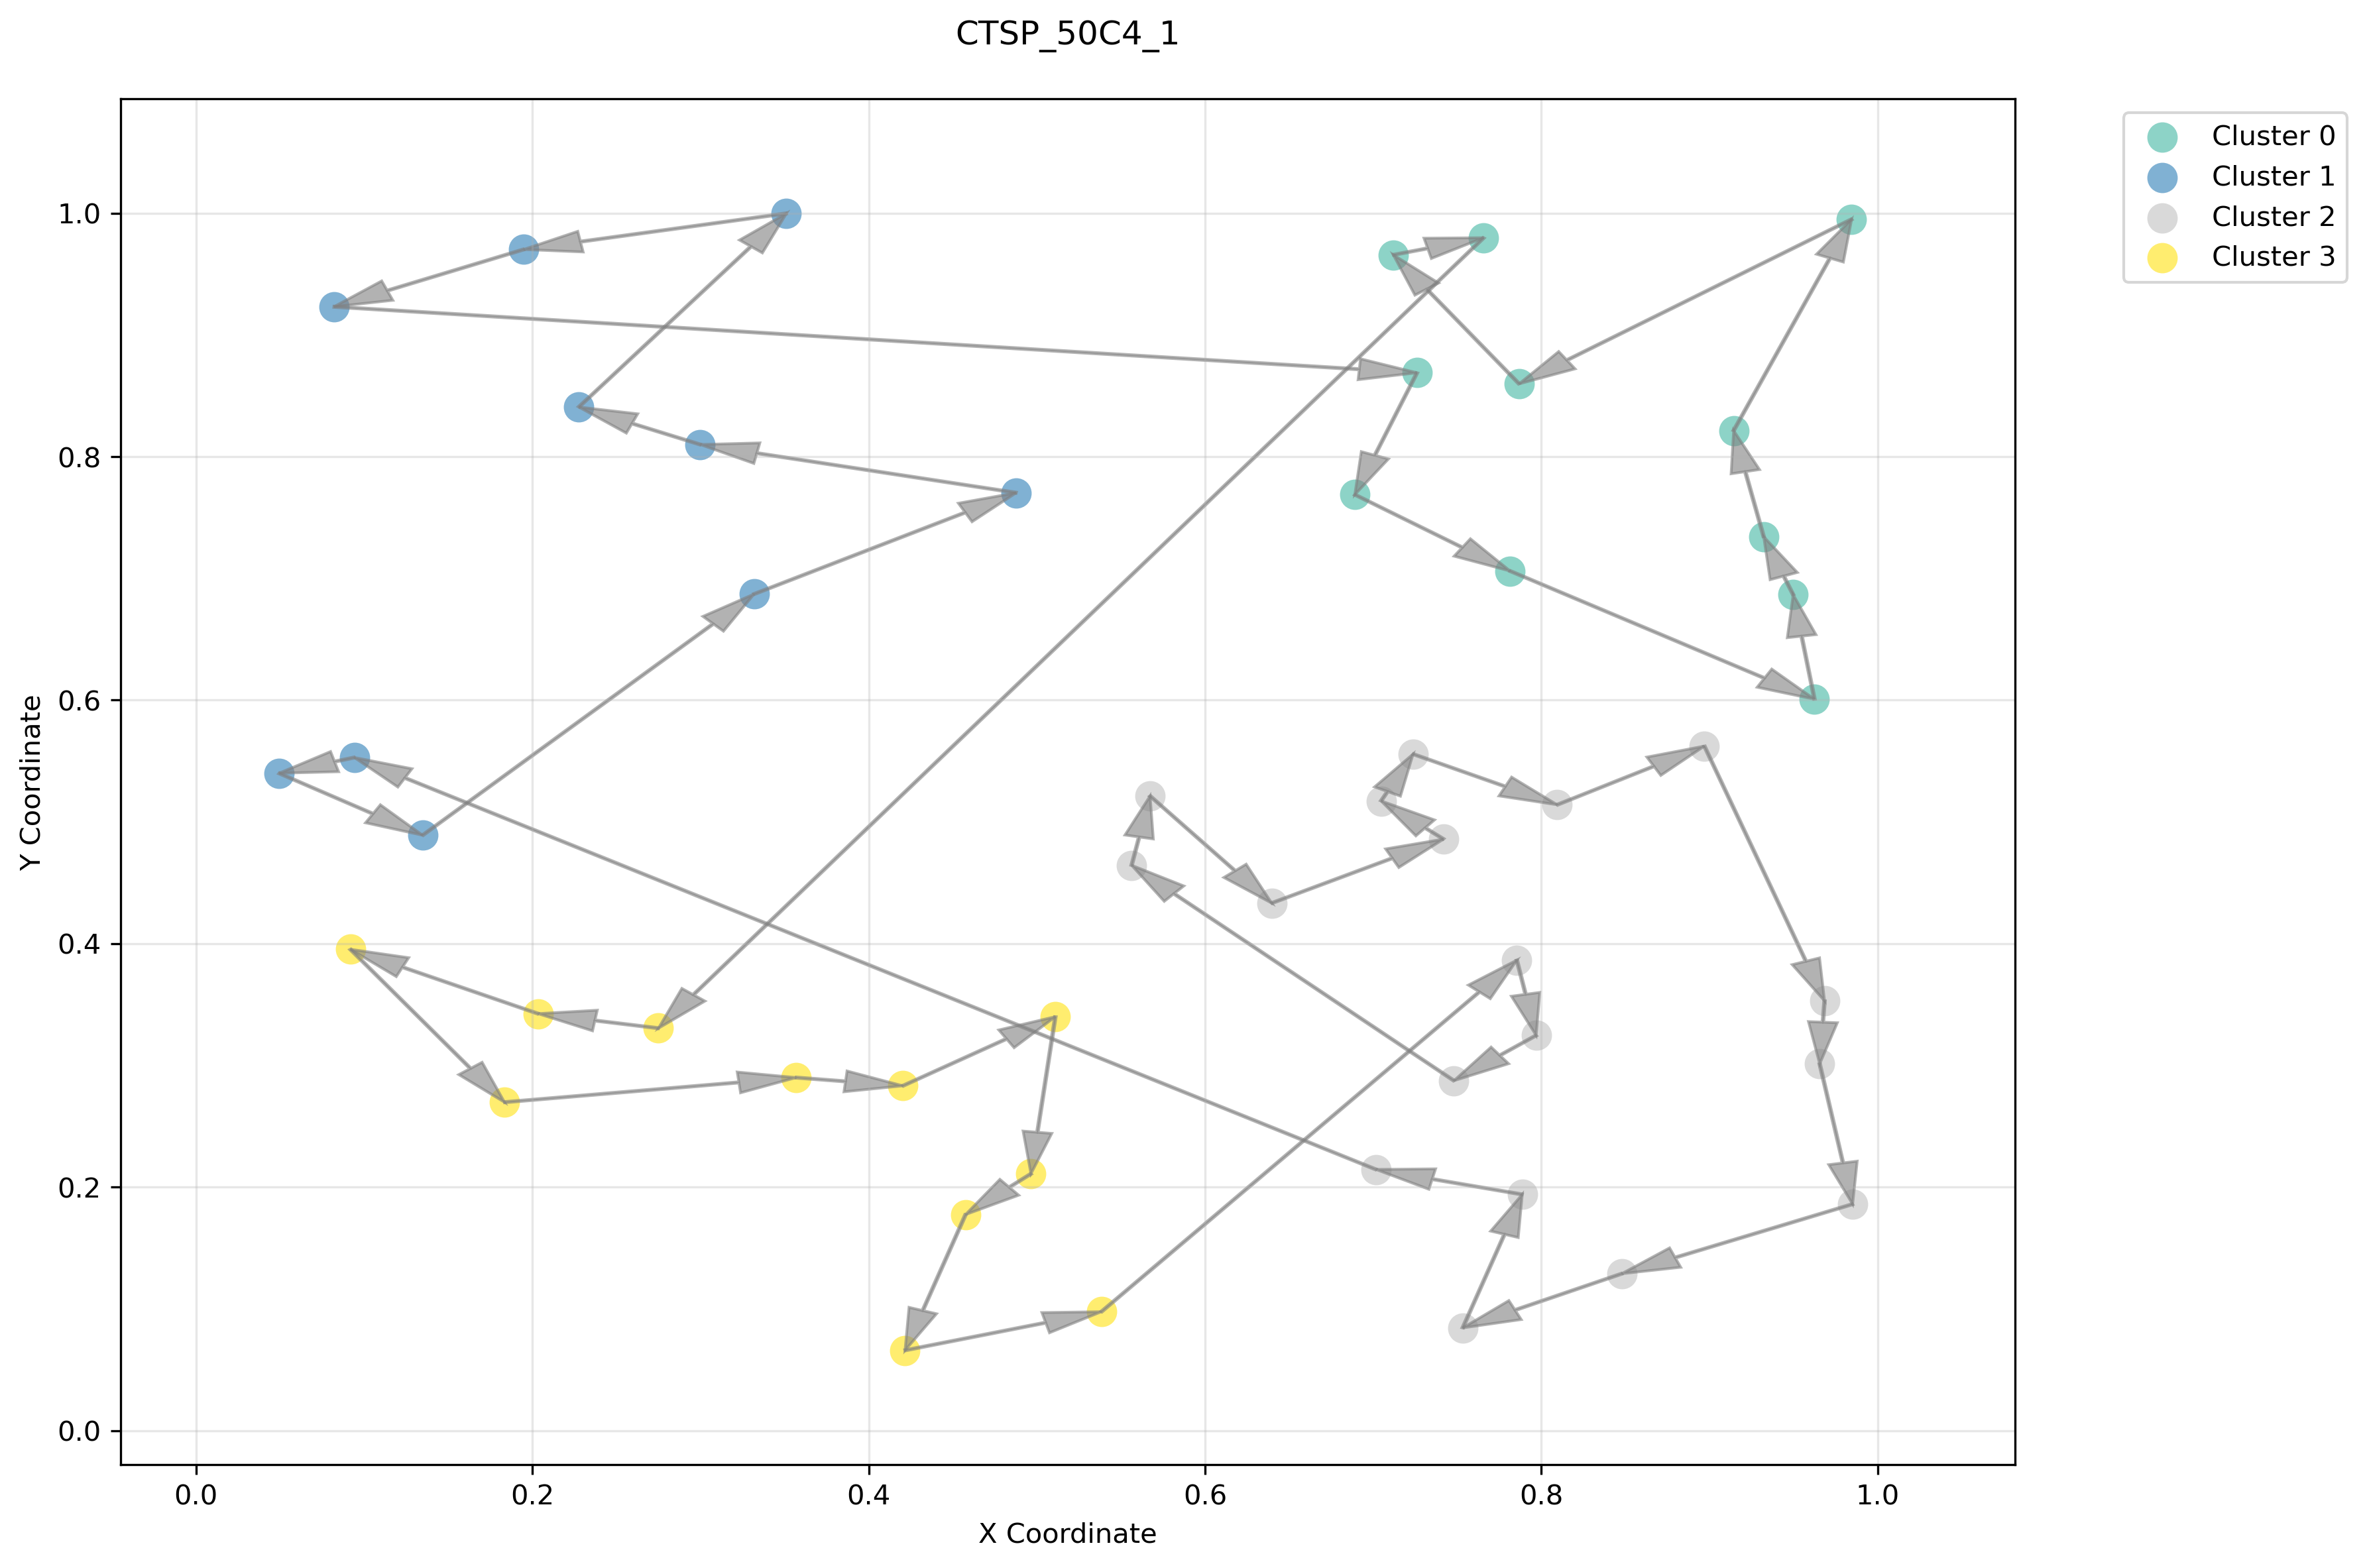 CTSP_50C4_1
Cluster 0
Cluster 1
Cluster 2
Cluster 3
1.0
0.8
0.6
0.4
0.2
0.0
Y Coordinate
0.0 0.2 0.4 0.6 0.8 1.0
X Coordinate